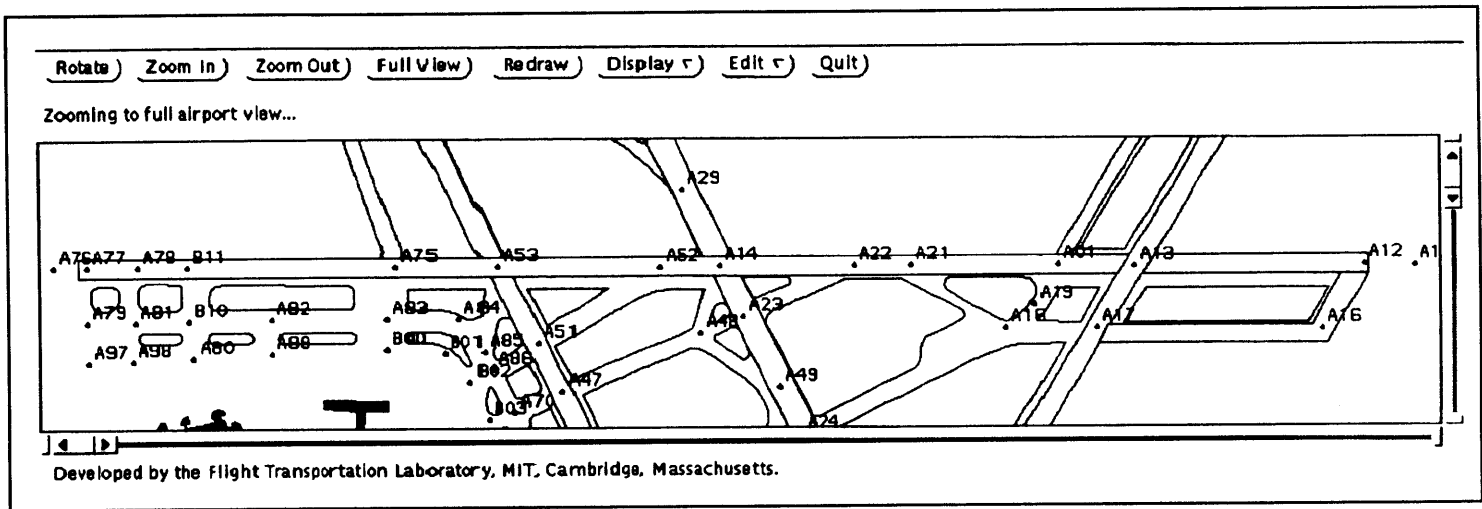 Rotate Zoom In Zoom Out Full View Redraw Display Edit Quit
Zooming to full airport view...
A29
A76 A77 A78 B11 A75 A53 A52 A14 A22 A21 A01 A13 A12 A1
A79 A81 B10 A82 A83 A84 A23 A19
A51 A48 A18 A17 A16
A97 A98 A80 A88 B00 B01 A85
A86
B02 A47 A49
B03 A70 A24
Developed by the Flight Transportation Laboratory, MIT, Cambridge, Massachusetts.